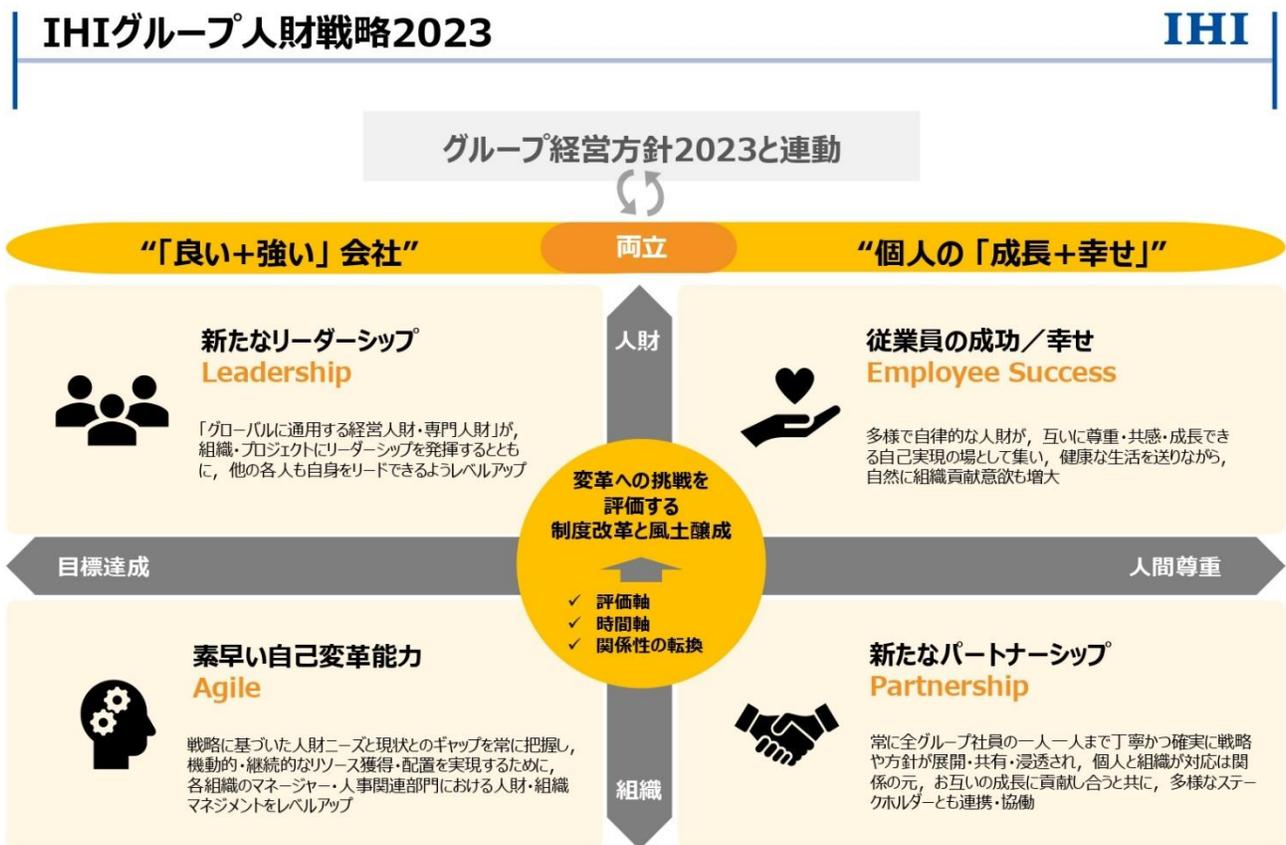 IHIグループ人財戦略2023
IHI
グループ経営方針2023と連動
“「良い+強い」会社”
両立
“個人の「成長+幸せ」”
新たなリーダーシップ
Leadership
「グローバルに通用する経営人財・専門人財」が，
組織・プロジェクトにリーダーシップを発揮するととも
に，他の各人も自身をリードできるようレベルアップ
人財
従業員の成功／幸せ
Employee Success
多様で自律的な人財が，互いに尊重・共感・成長でき
る自己実現の場として集い，健康な生活を送りながら，
自然に組織貢献意欲も増大
変革への挑戦を
評価する
制度改革と風土醸成
目標達成
人間尊重
✓ 評価軸
✓ 時間軸
✓ 関係性の転換
素早い自己変革能力
Agile
戦略に基づいた人財ニーズと現状とのギャップを常に把握し，
機動的・継続的なリソース獲得・配置を実現するために，
各組織のマネージャー・人事関連部門における人財・組織
マネジメントをレベルアップ
組織
新たなパートナーシップ
Partnership
常に全グループ社員の一人一人まで丁寧かつ確実に戦略
や方針が展開・共有・浸透され，個人と組織が対応は関
係の元，お互いの成長に貢献し合うと共に，多様なステー
クホルダーとも連携・協働